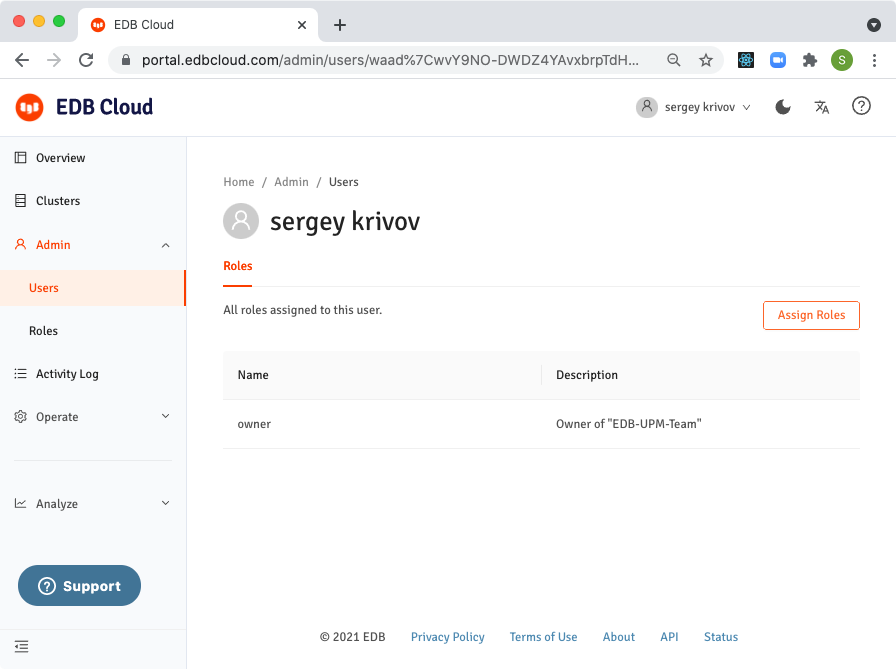 EDB Cloud
portal.edbcloud.com/admin/users/waad%7CwvY9NO-DWDZ4YAvxbrpTdH...
S
EDB Cloud
sergey krivov
Overview
Clusters
Admin
Users
Roles
Activity Log
Operate
Analyze
Support
Home / Admin / Users
sergey krivov
Roles
All roles assigned to this user.
Assign Roles
Name Description
owner Owner of "EDB-UPM-Team"
© 2021 EDB Privacy Policy Terms of Use About API Status